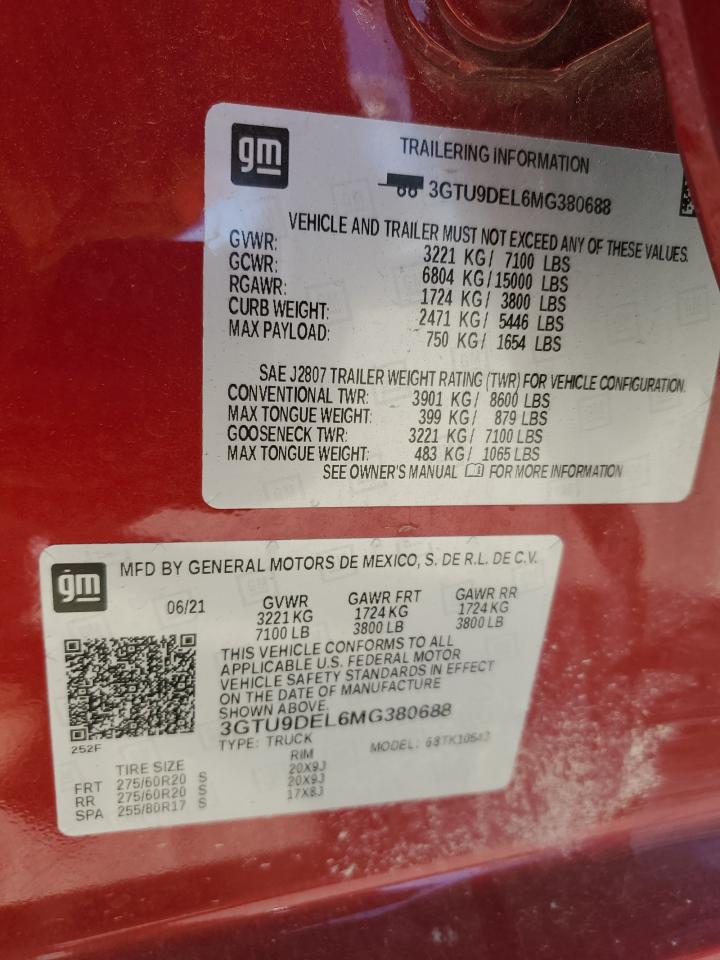 gm
TRAILERING INFORMATION
3GTU9DEL6MG380688
VEHICLE AND TRAILER MUST NOT EXCEED ANY OF THESE VALUES.
GVWR: 3221 KG/ 7100 LBS
GCWR: 6804 KG/15000 LBS
RGAWR: 1724 KG/ 3800 LBS
CURB WEIGHT: 2471 KG/ 5446 LBS
MAX PAYLOAD: 750 KG/ 1654 LBS
SAE J2807 TRAILER WEIGHT RATING (TWR) FOR VEHICLE CONFIGURATION.
CONVENTIONAL TWR: 3901 KG/ 8600 LBS
MAX TONGUE WEIGHT: 399 KG/ 879 LBS
GOOSENECK TWR: 3221 KG/ 7100 LBS
MAX TONGUE WEIGHT: 483 KG/ 1065 LBS
SEE OWNER'S MANUAL FOR MORE INFORMATION
gm
MFD BY GENERAL MOTORS DE MEXICO, S. DE R.L. DE C.V.
06/21 GVWR GAWR FRT GAWR RR
3221 KG 1724 KG 1724 KG
7100 LB 3800 LB 3800 LB
THIS VEHICLE CONFORMS TO ALL
APPLICABLE U.S. FEDERAL MOTOR
VEHICLE SAFETY STANDARDS IN EFFECT
ON THE DATE OF MANUFACTURE
SHOWN ABOVE.
3GTU9DEL6MG380688
252F
TYPE: TRUCK MODEL:
TIRE SIZE RIM
FRT 275/60R20 S 20X9J
RR 275/60R20 S 20X9J
SPA 255/80R17 S 17X8J